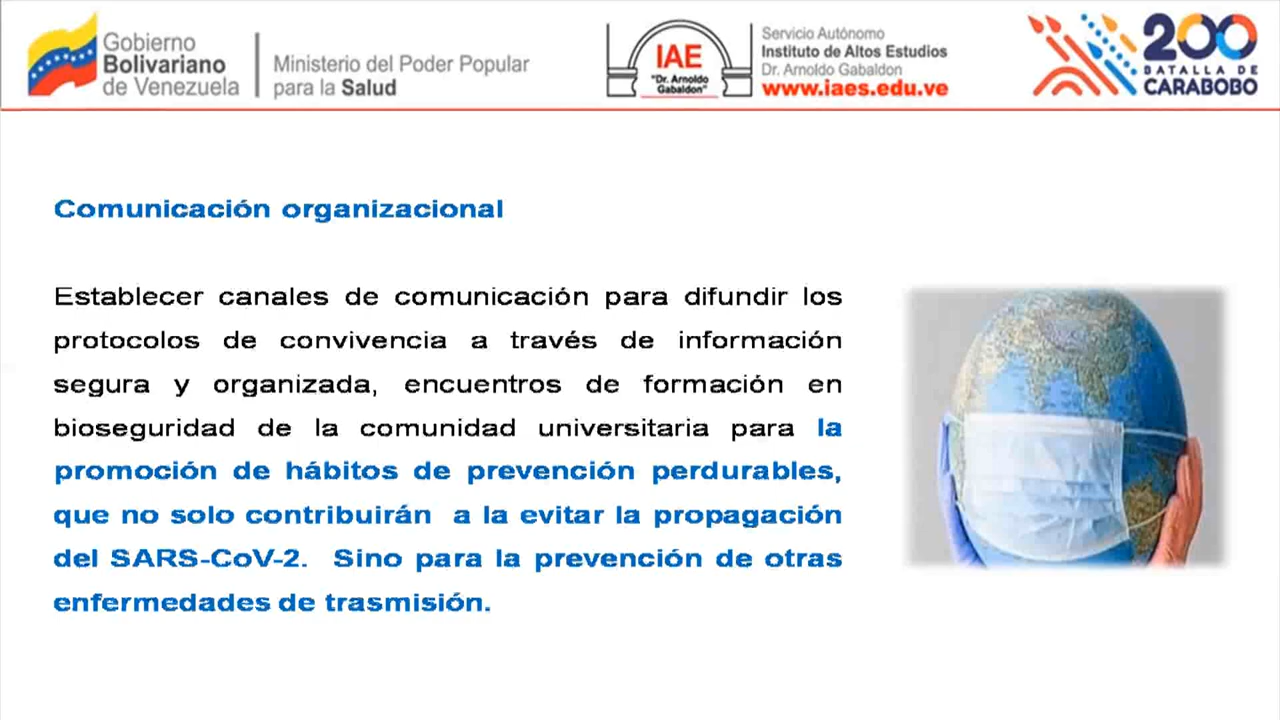 Gobierno
Bolivariano
de Venezuela
Ministerio del Poder Popular
para la Salud
IAE
"Dr. Arnoldo
Gabaldon"
Servicio Autónomo
Instituto de Altos Estudios
Dr. Arnoldo Gabaldon
www.iaes.edu.ve
200
BATALLA DE
CARABOBO
Comunicación organizacional
Establecer canales de comunicación para difundir los
protocolos de convivencia a través de información
segura y organizada, encuentros de formación en
bioseguridad de la comunidad universitaria para la
promoción de hábitos de prevención perdurables,
que no solo contribuirán a la evitar la propagación
del SARS-CoV-2. Sino para la prevención de otras
enfermedades de trasmisión.